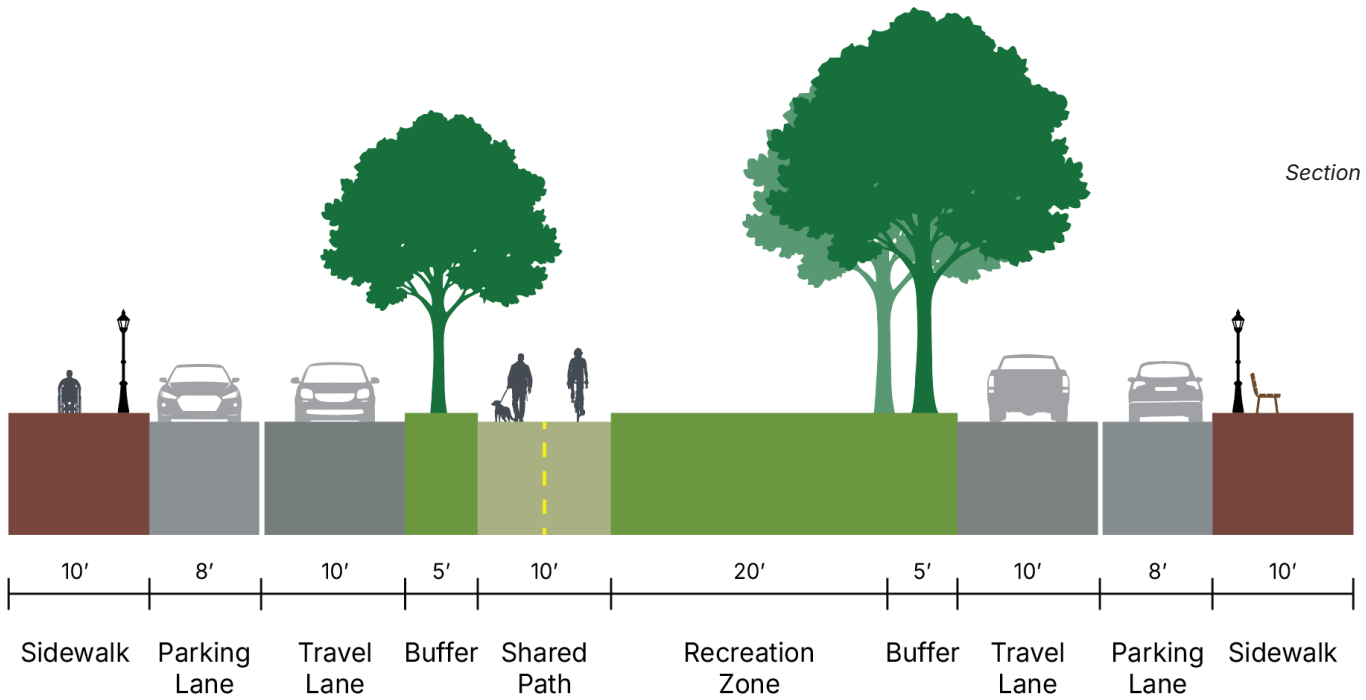 Section
10′ 8′ 10′ 5′ 10′ 20′ 5′ 10′ 8′ 10′
Sidewalk
Parking
Lane
Travel
Lane
Buffer
Shared
Path
Recreation
Zone
Buffer
Travel
Lane
Parking
Lane
Sidewalk